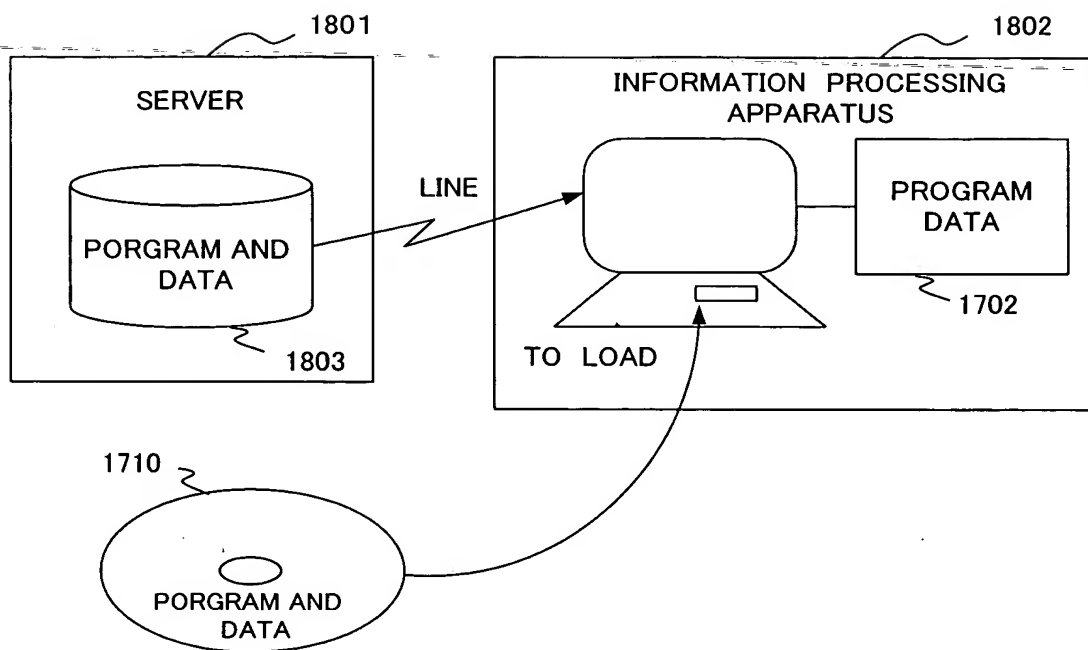 1801
1802
SERVER
INFORMATION PROCESSING
APPARATUS
LINE
PORGRAM AND
DATA
PROGRAM
DATA
1803
1702
TO LOAD
1710
PORGRAM AND
DATA